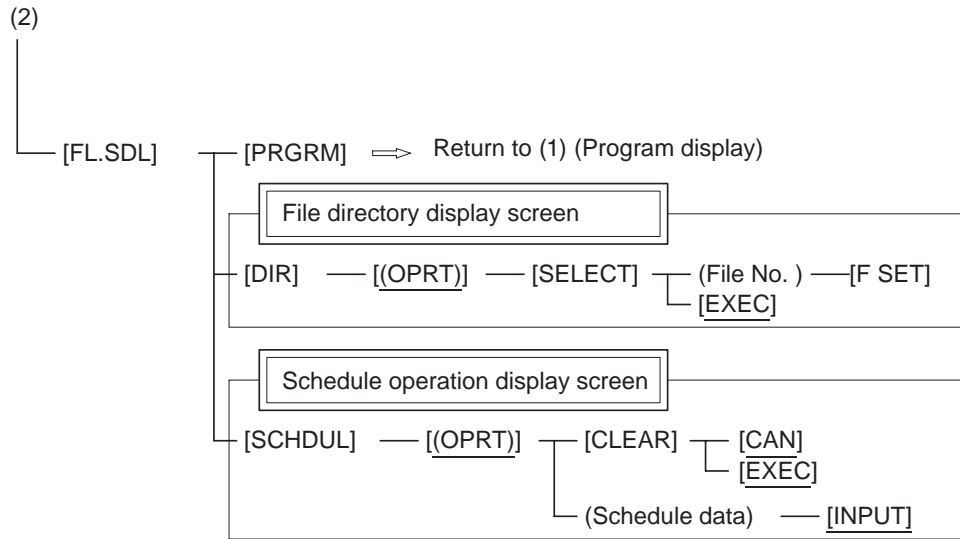 (2)
[FL.SDL] [PRGRM] Return to (1) (Program display)
File directory display screen
[DIR] [(OPRT)] [SELECT] (File No. ) [F SET]
[EXEC]
Schedule operation display screen
[SCHDUL] [(OPRT)] [CLEAR] [CAN]
[EXEC]
(Schedule data) [INPUT]